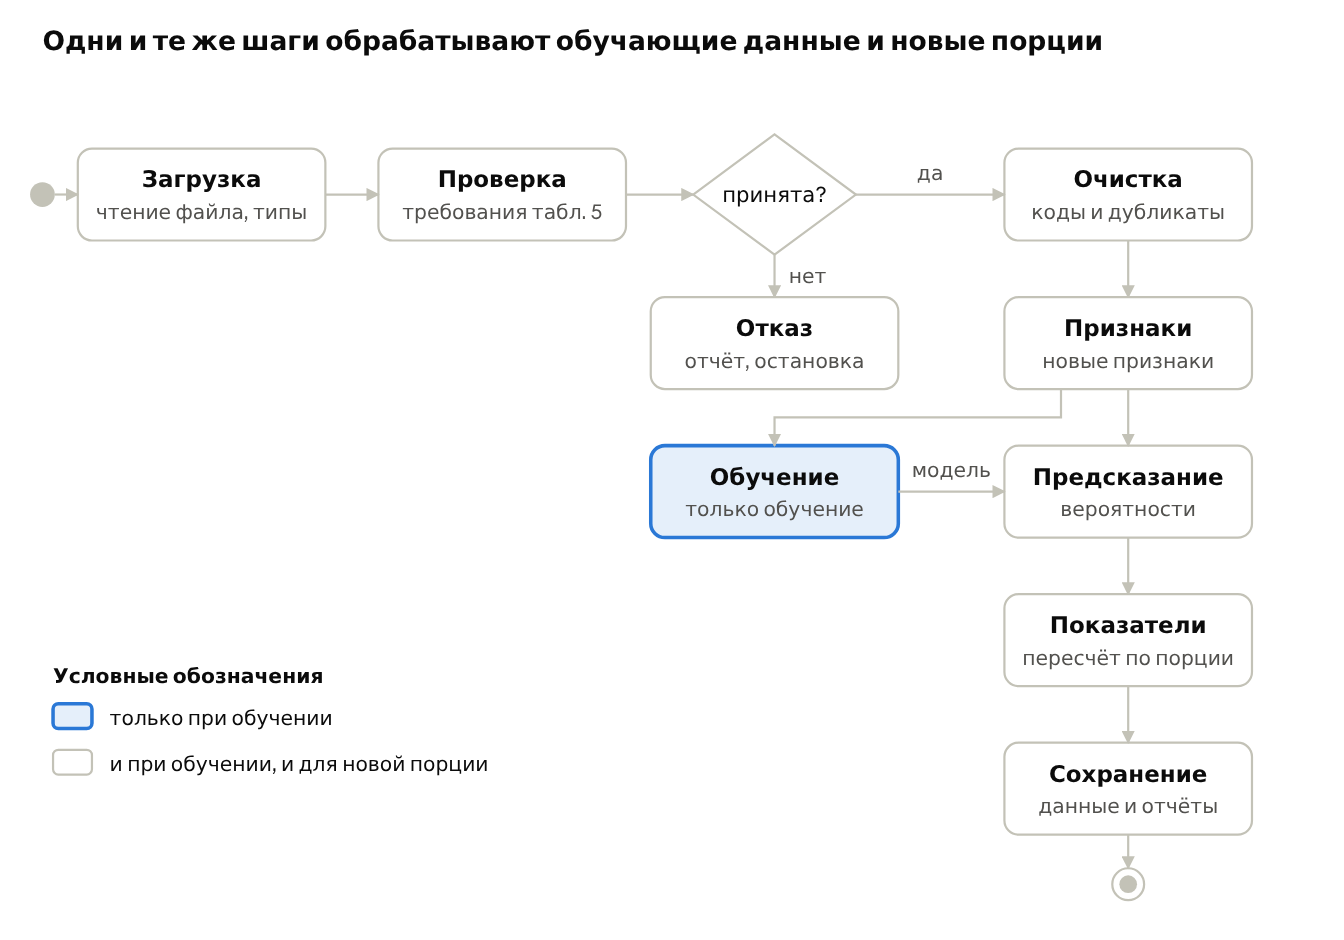 Одни и те же шаги обрабатывают обучающие данные и новые порции
Загрузка
чтение файла, типы
Проверка
требования табл. 5
принята?
да
Очистка
коды и дубликаты
нет
Отказ
отчёт, остановка
Признаки
новые признаки
Обучение
только обучение
модель
Предсказание
вероятности
Показатели
пересчёт по порции
Условные обозначения
только при обучении
и при обучении, и для новой порции
Сохранение
данные и отчёты